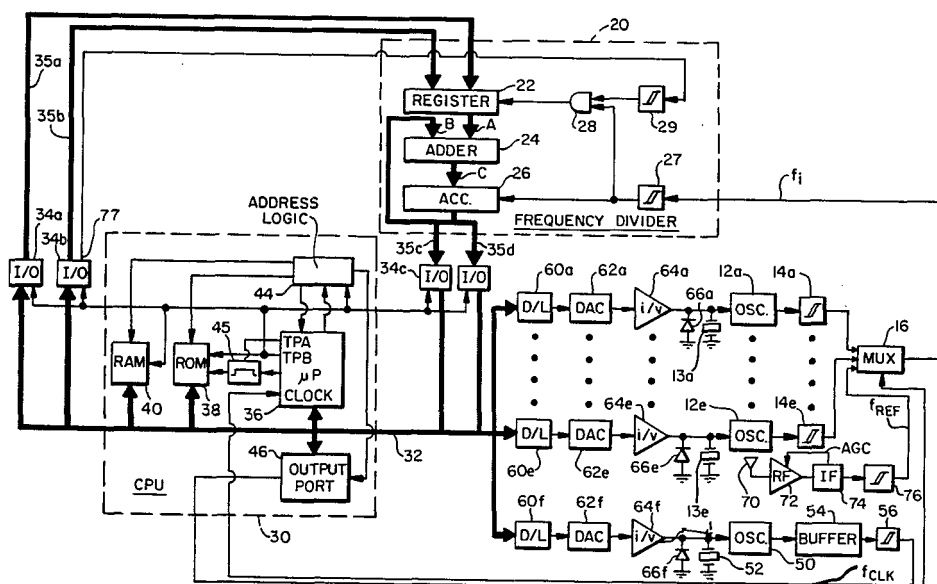 20
35a
35b
22
REGISTER
28
29
B
A
ADDER
24
27
77
C
26
ACC.
fi
ADDRESS
LOGIC
FREQUENCY DIVIDER
34a
34b
35c
35d
I/O
I/O
34c
I/O
I/O
60a
62a
64a
12a
14a
44
D/L
DAC
i/v
66a
OSC.
16
45
TPA
TPB
13a
MUX
RAM
ROM
μP
CLOCK
fREF
40
38
36
64e
12e
14e
D/L
DAC
i/v
OSC.
AGC
46
32
60e
62e
66e
70
RF
IF
76
OUTPUT
PORT
72
74
CPU
60f
62f
64f
13e
54
56
D/L
DAC
i/v
OSC.
BUFFER
30
66f
52
50
fCLK